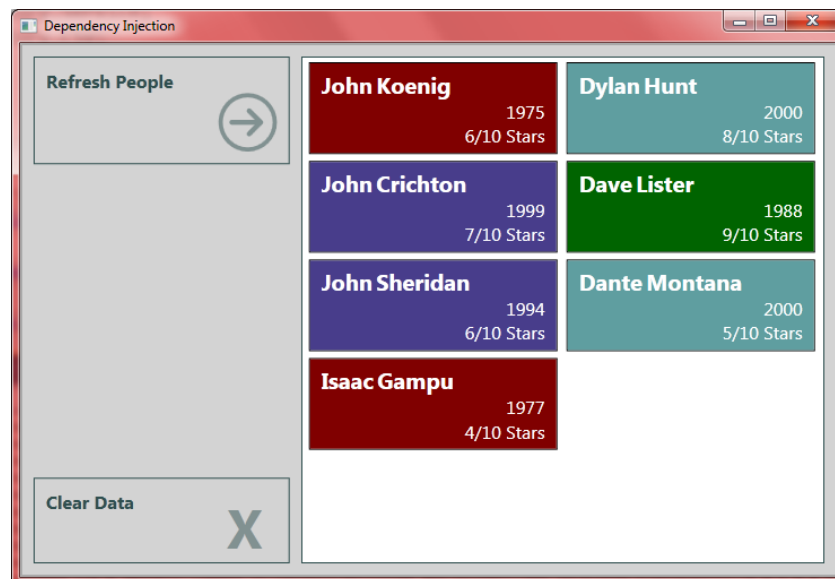 Dependency Injection
Refresh People
Clear Data
X
John Koenig
1975
6/10 Stars
Dylan Hunt
2000
8/10 Stars
John Crichton
1999
7/10 Stars
Dave Lister
1988
9/10 Stars
John Sheridan
1994
6/10 Stars
Dante Montana
2000
5/10 Stars
Isaac Gampu
1977
4/10 Stars